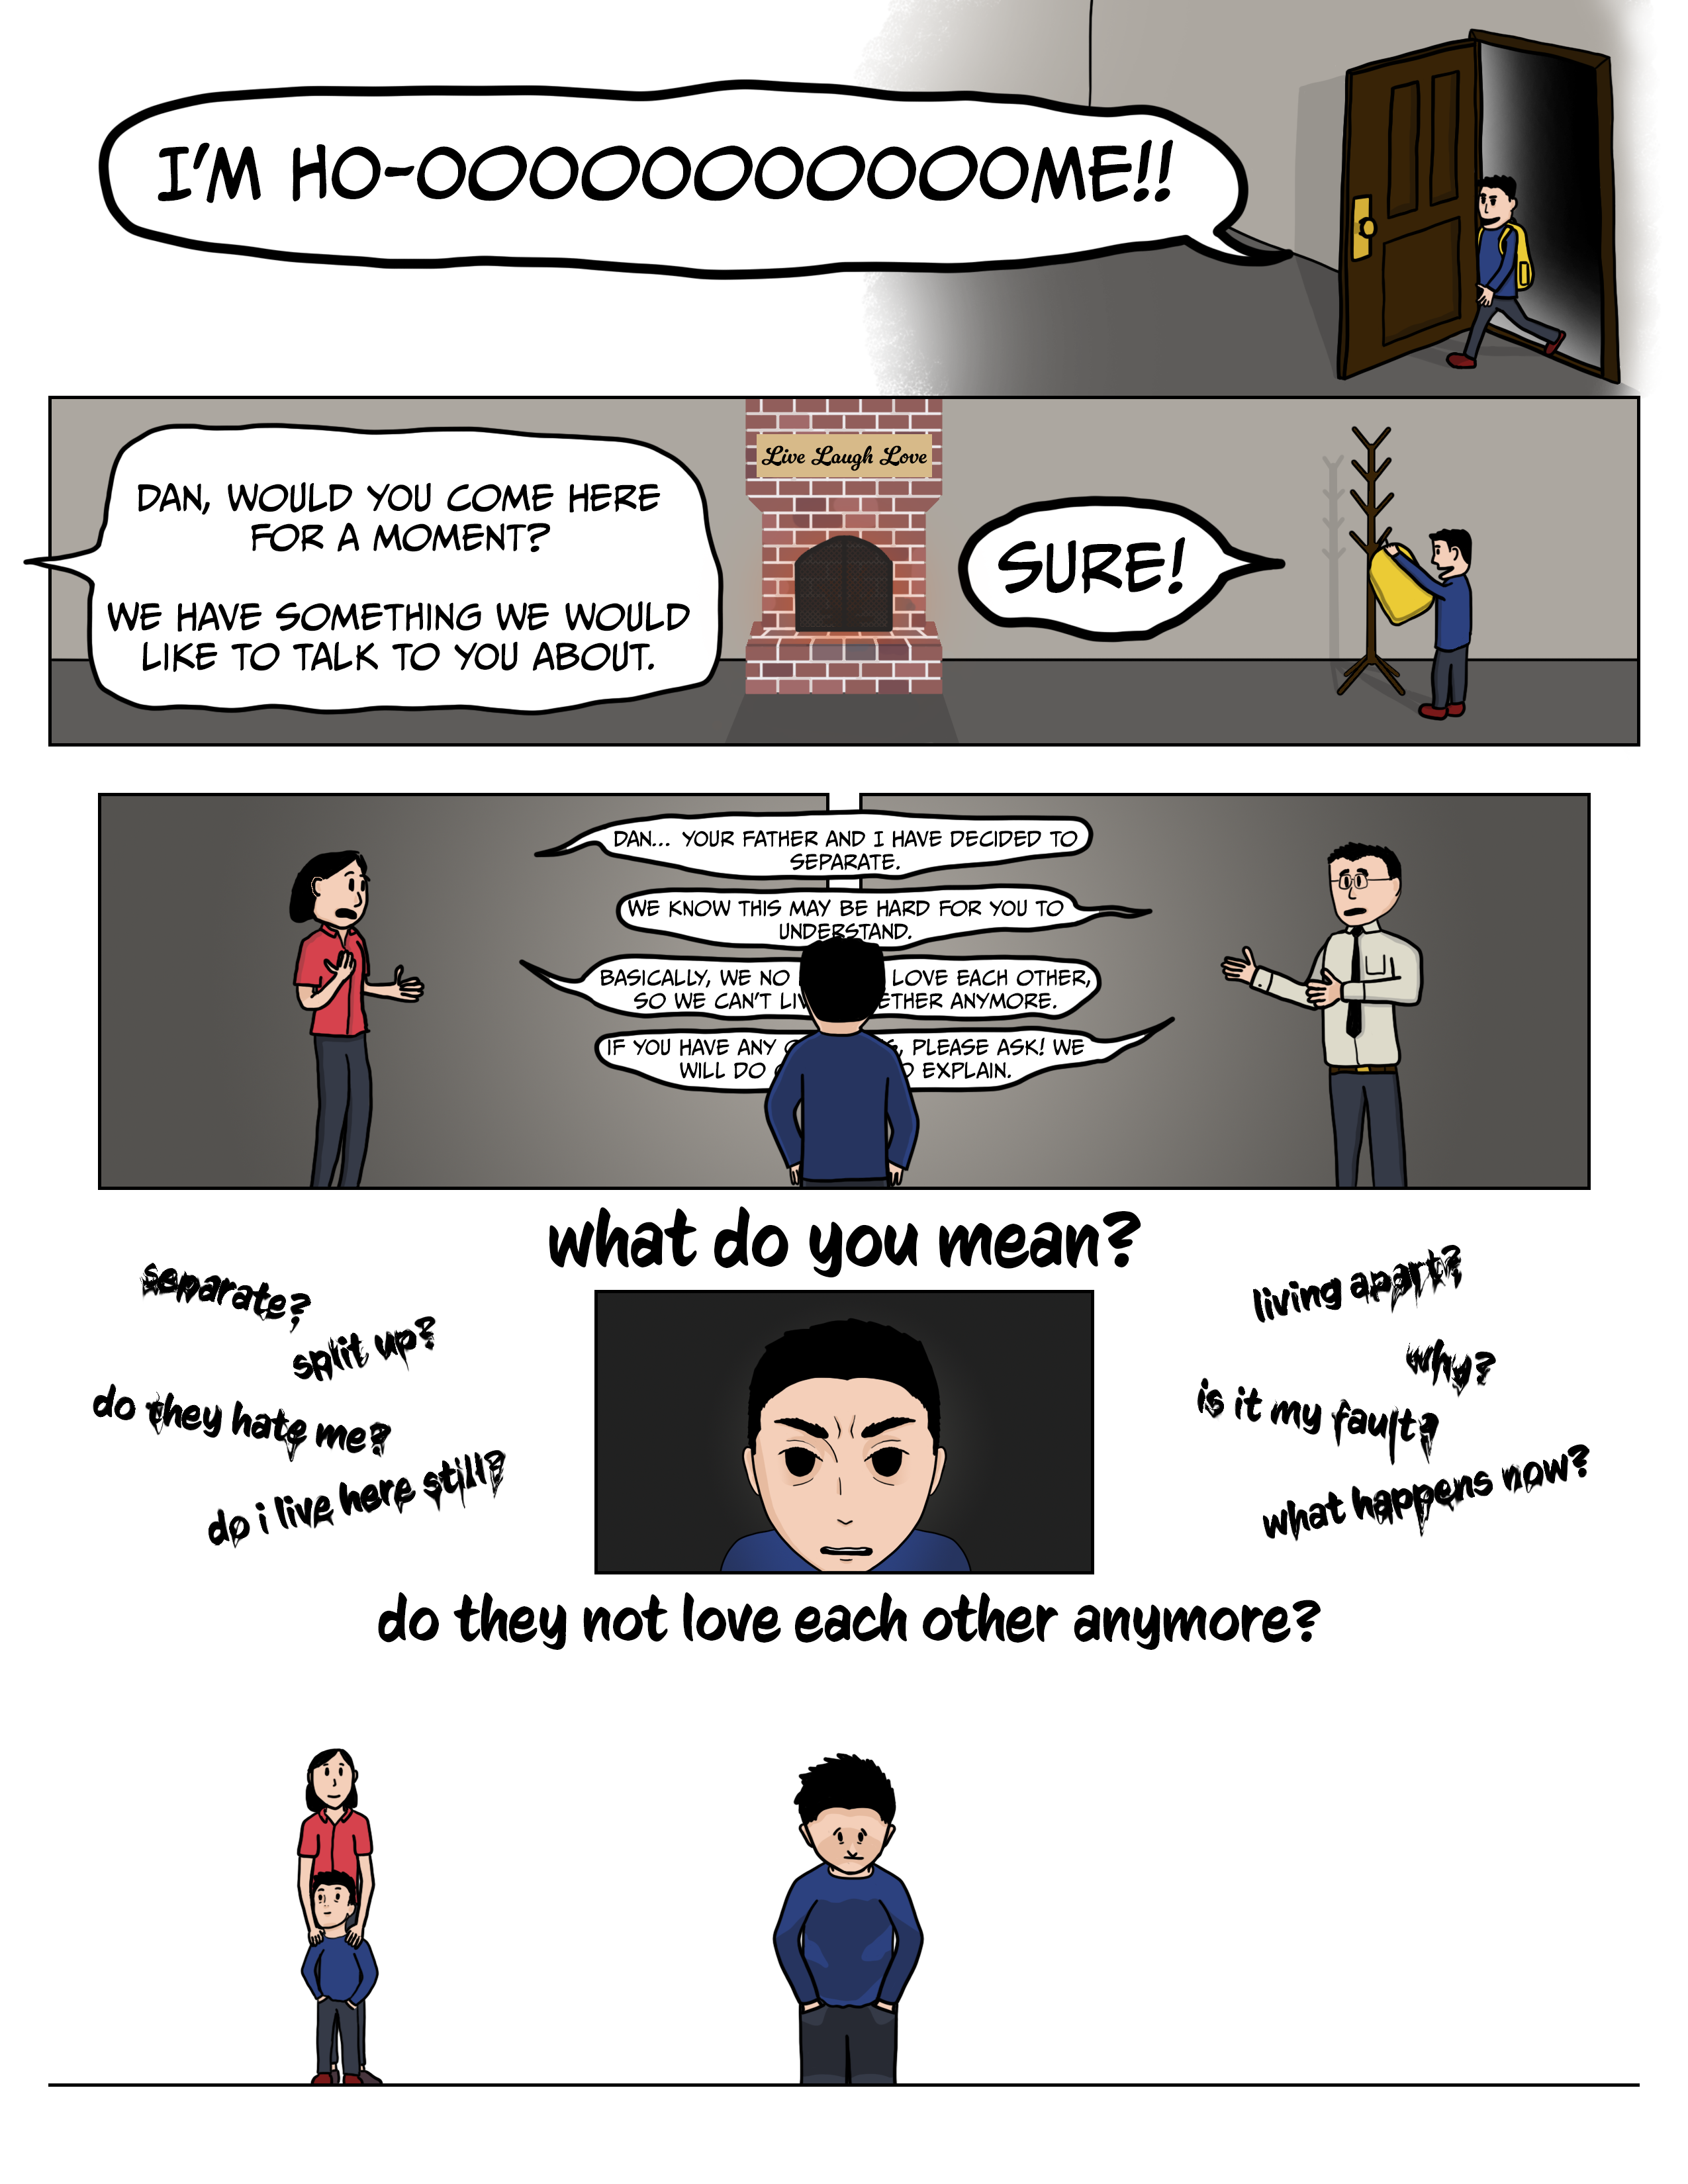 I'M HO-OOOOOOOOOOOOME!!
DAN, WOULD YOU COME HERE
FOR A MOMENT?
WE HAVE SOMETHING WE WOULD
LIKE TO TALK TO YOU ABOUT.
Live Laugh Love
SURE!
DAN... YOUR FATHER AND I HAVE DECIDED TO
SEPARATE.
WE KNOW THIS MAY BE HARD FOR YOU TO
UNDERSTAND.
BASICALLY, WE NO LOVE EACH OTHER,
SO WE CAN'T ANYMORE.
IF YOU HAVE ANY PLEASE ASK! WE
WILL DO EXPLAIN.
what do you mean?
separate?
split up?
do they hate me?
do i live here still?
living apart?
why?
is it my fault?
what happens now?
do they not love each other anymore?